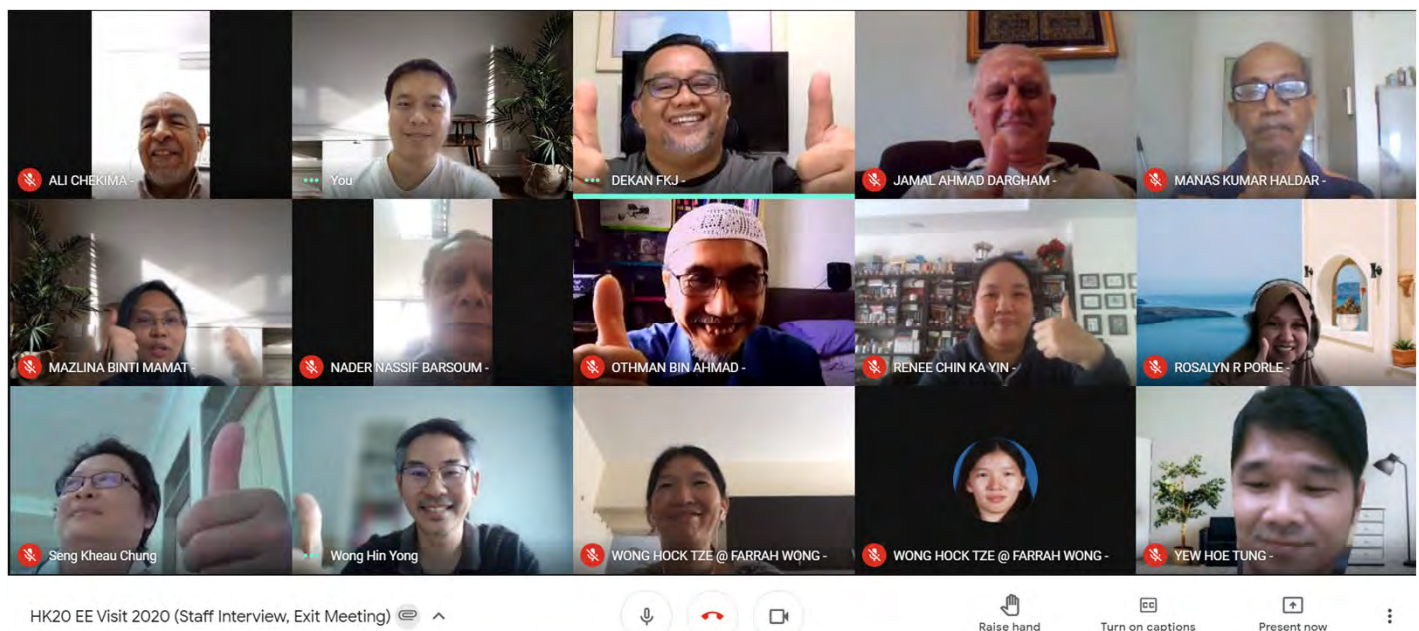 ALI CHEKIMA -
You
DEKAN FKJ -
JAMAL AHMAD DARGHAM -
MANAS KUMAR HALDAR -
MAZLINA BINTI MAMAT -
NADER NASSIF BARSOUM -
OTHMAN BIN AHMAD -
RENEE CHIN KA YIN -
ROSALYN R PORLE -
Seng Kheau Chung
Wong Hin Yong
WONG HOCK TZE @ FARRAH WONG -
WONG HOCK TZE @ FARRAH WONG -
YEW HOE TUNG -
HK20 EE Visit 2020 (Staff Interview, Exit Meeting)
Raise hand
CC
Turn on captions
Present now